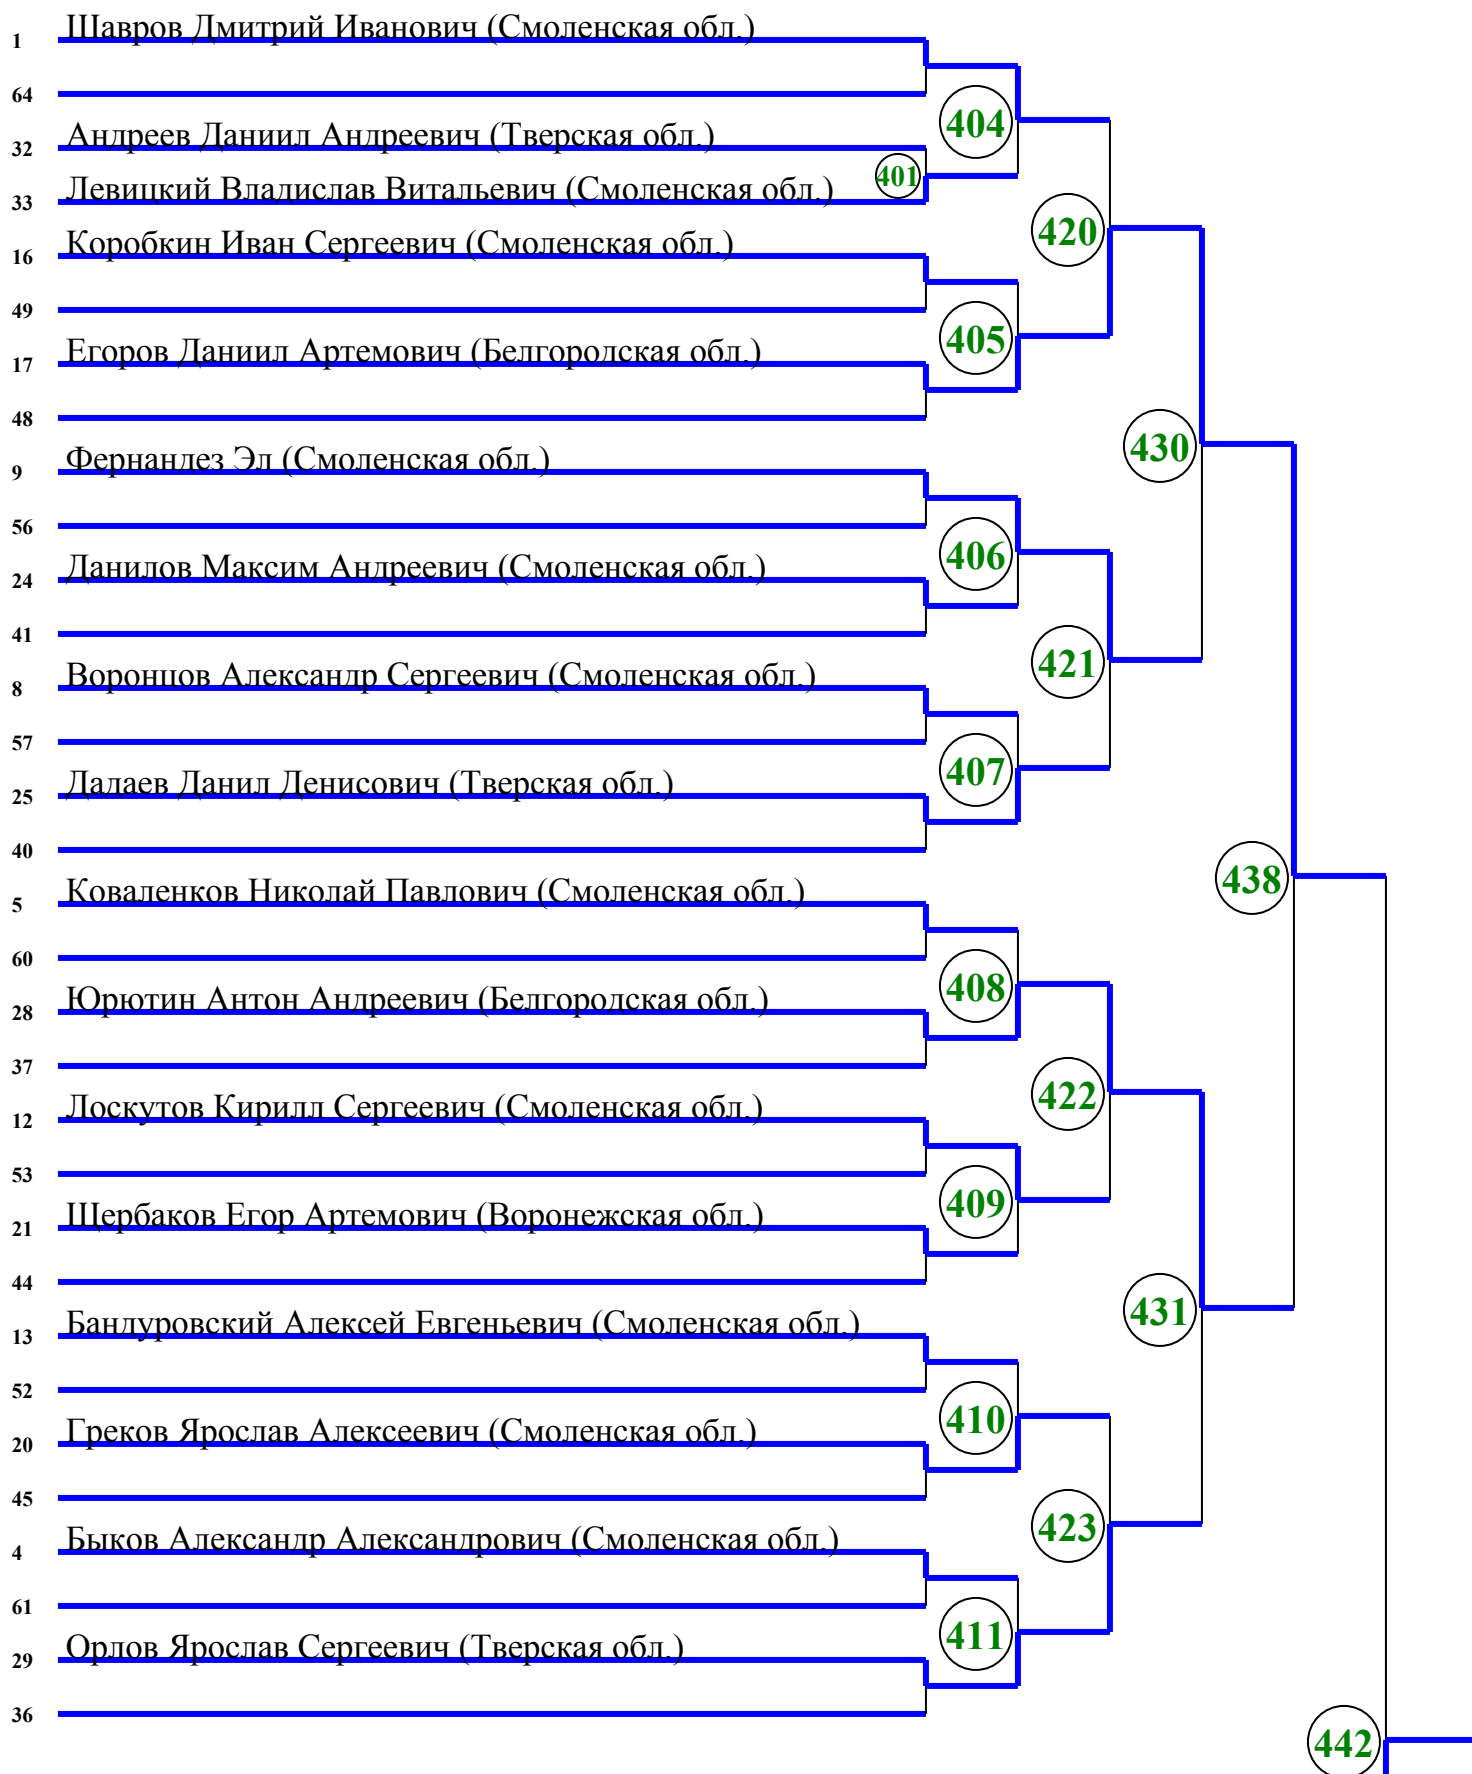 1 Шавров Дмитрий Иванович (Смоленская обл.)
64
404
32 Андреев Даниил Андреевич (Тверская обл.)
401
33 Левицкий Владислав Витальевич (Смоленская обл.)
420
16 Коробкин Иван Сергеевич (Смоленская обл.)
49
405
17 Егоров Даниил Артемович (Белгородская обл.)
48
430
9 Фернандез Эл (Смоленская обл.)
56
406
24 Данилов Максим Андреевич (Смоленская обл.)
41
421
8 Воронцов Александр Сергеевич (Смоленская обл.)
57
407
25 Дадаев Данил Денисович (Тверская обл.)
40
438
5 Коваленков Николай Павлович (Смоленская обл.)
60
408
28 Юрютин Антон Андреевич (Белгородская обл.)
37
422
12 Лоскутов Кирилл Сергеевич (Смоленская обл.)
53
409
21 Щербаков Егор Артемович (Воронежская обл.)
44
431
13 Бандуровский Алексей Евгеньевич (Смоленская обл.)
52
410
20 Греков Ярослав Алексеевич (Смоленская обл.)
45
423
4 Быков Александр Александрович (Смоленская обл.)
61
411
29 Орлов Ярослав Сергеевич (Тверская обл.)
36
442